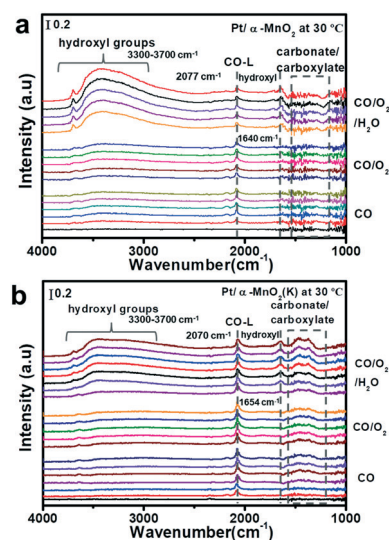 a
0.2
Pt/ α-MnO₂ at 30 °C
hydroxyl groups
3300-3700 cm⁻¹
CO-L
2077 cm⁻¹
hydroxyl
carbonate/
carboxylate
CO/O₂
/H₂O
1640 cm⁻¹
CO/O₂
CO
Intensity (a.u)
4000 3000 2000 1000
Wavenumber(cm⁻¹)
b
0.2
Pt/ α-MnO₂(K) at 30 °C
hydroxyl groups
3300-3700 cm⁻¹
CO-L
2070 cm⁻¹
hydroxyl
carbonate/
carboxylate
CO/O₂
/H₂O
1654 cm⁻¹
CO/O₂
CO
Intensity (a.u)
4000 3000 2000 1000
Wavenumber(cm⁻¹)